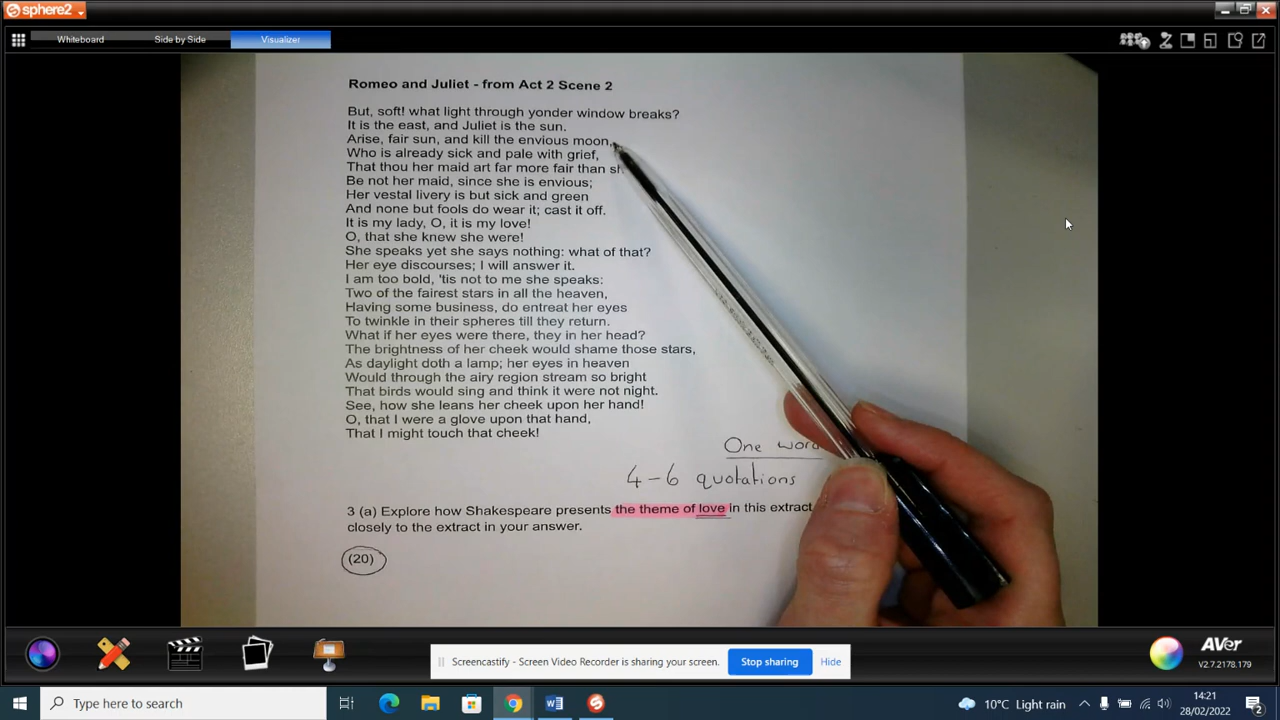 sphere2
Whiteboard
Side by Side
Visualizer
Romeo and Juliet - from Act 2 Scene 2
But, soft! what light through yonder window breaks?
It is the east, and Juliet is the sun.
Arise, fair sun, and kill the envious moon,
Who is already sick and pale with grief,
That thou her maid art far more fair than
Be not her maid, since she is envious;
Her vestal livery is but sick and green
And none but fools do wear it; cast it off.
It is my lady, O, it is my love!
O, that she knew she were!
She speaks yet she says nothing: what of that?
Her eye discourses; I will answer it.
I am too bold, 'tis not to me she speaks:
Two of the fairest stars in all the heaven,
Having some business, do entreat her eyes
To twinkle in their spheres till they return.
What if her eyes were there, they in her head?
The brightness of her cheek would shame those stars,
As daylight doth a lamp; her eyes in heaven
Would through the airy region stream so bright
That birds would sing and think it were not night.
See, how she leans her cheek upon her hand!
O, that I were a glove upon that hand,
That I might touch that cheek!
One word
4-6 quotations
3 (a) Explore how Shakespeare presents the theme of love in this extract
closely to the extract in your answer.
(20)
Screencastify - Screen Video Recorder is sharing your screen.
Stop sharing
Hide
AVer
V2.7.2178.179
Type here to search
10°C Light rain
14:21
28/02/2022
2